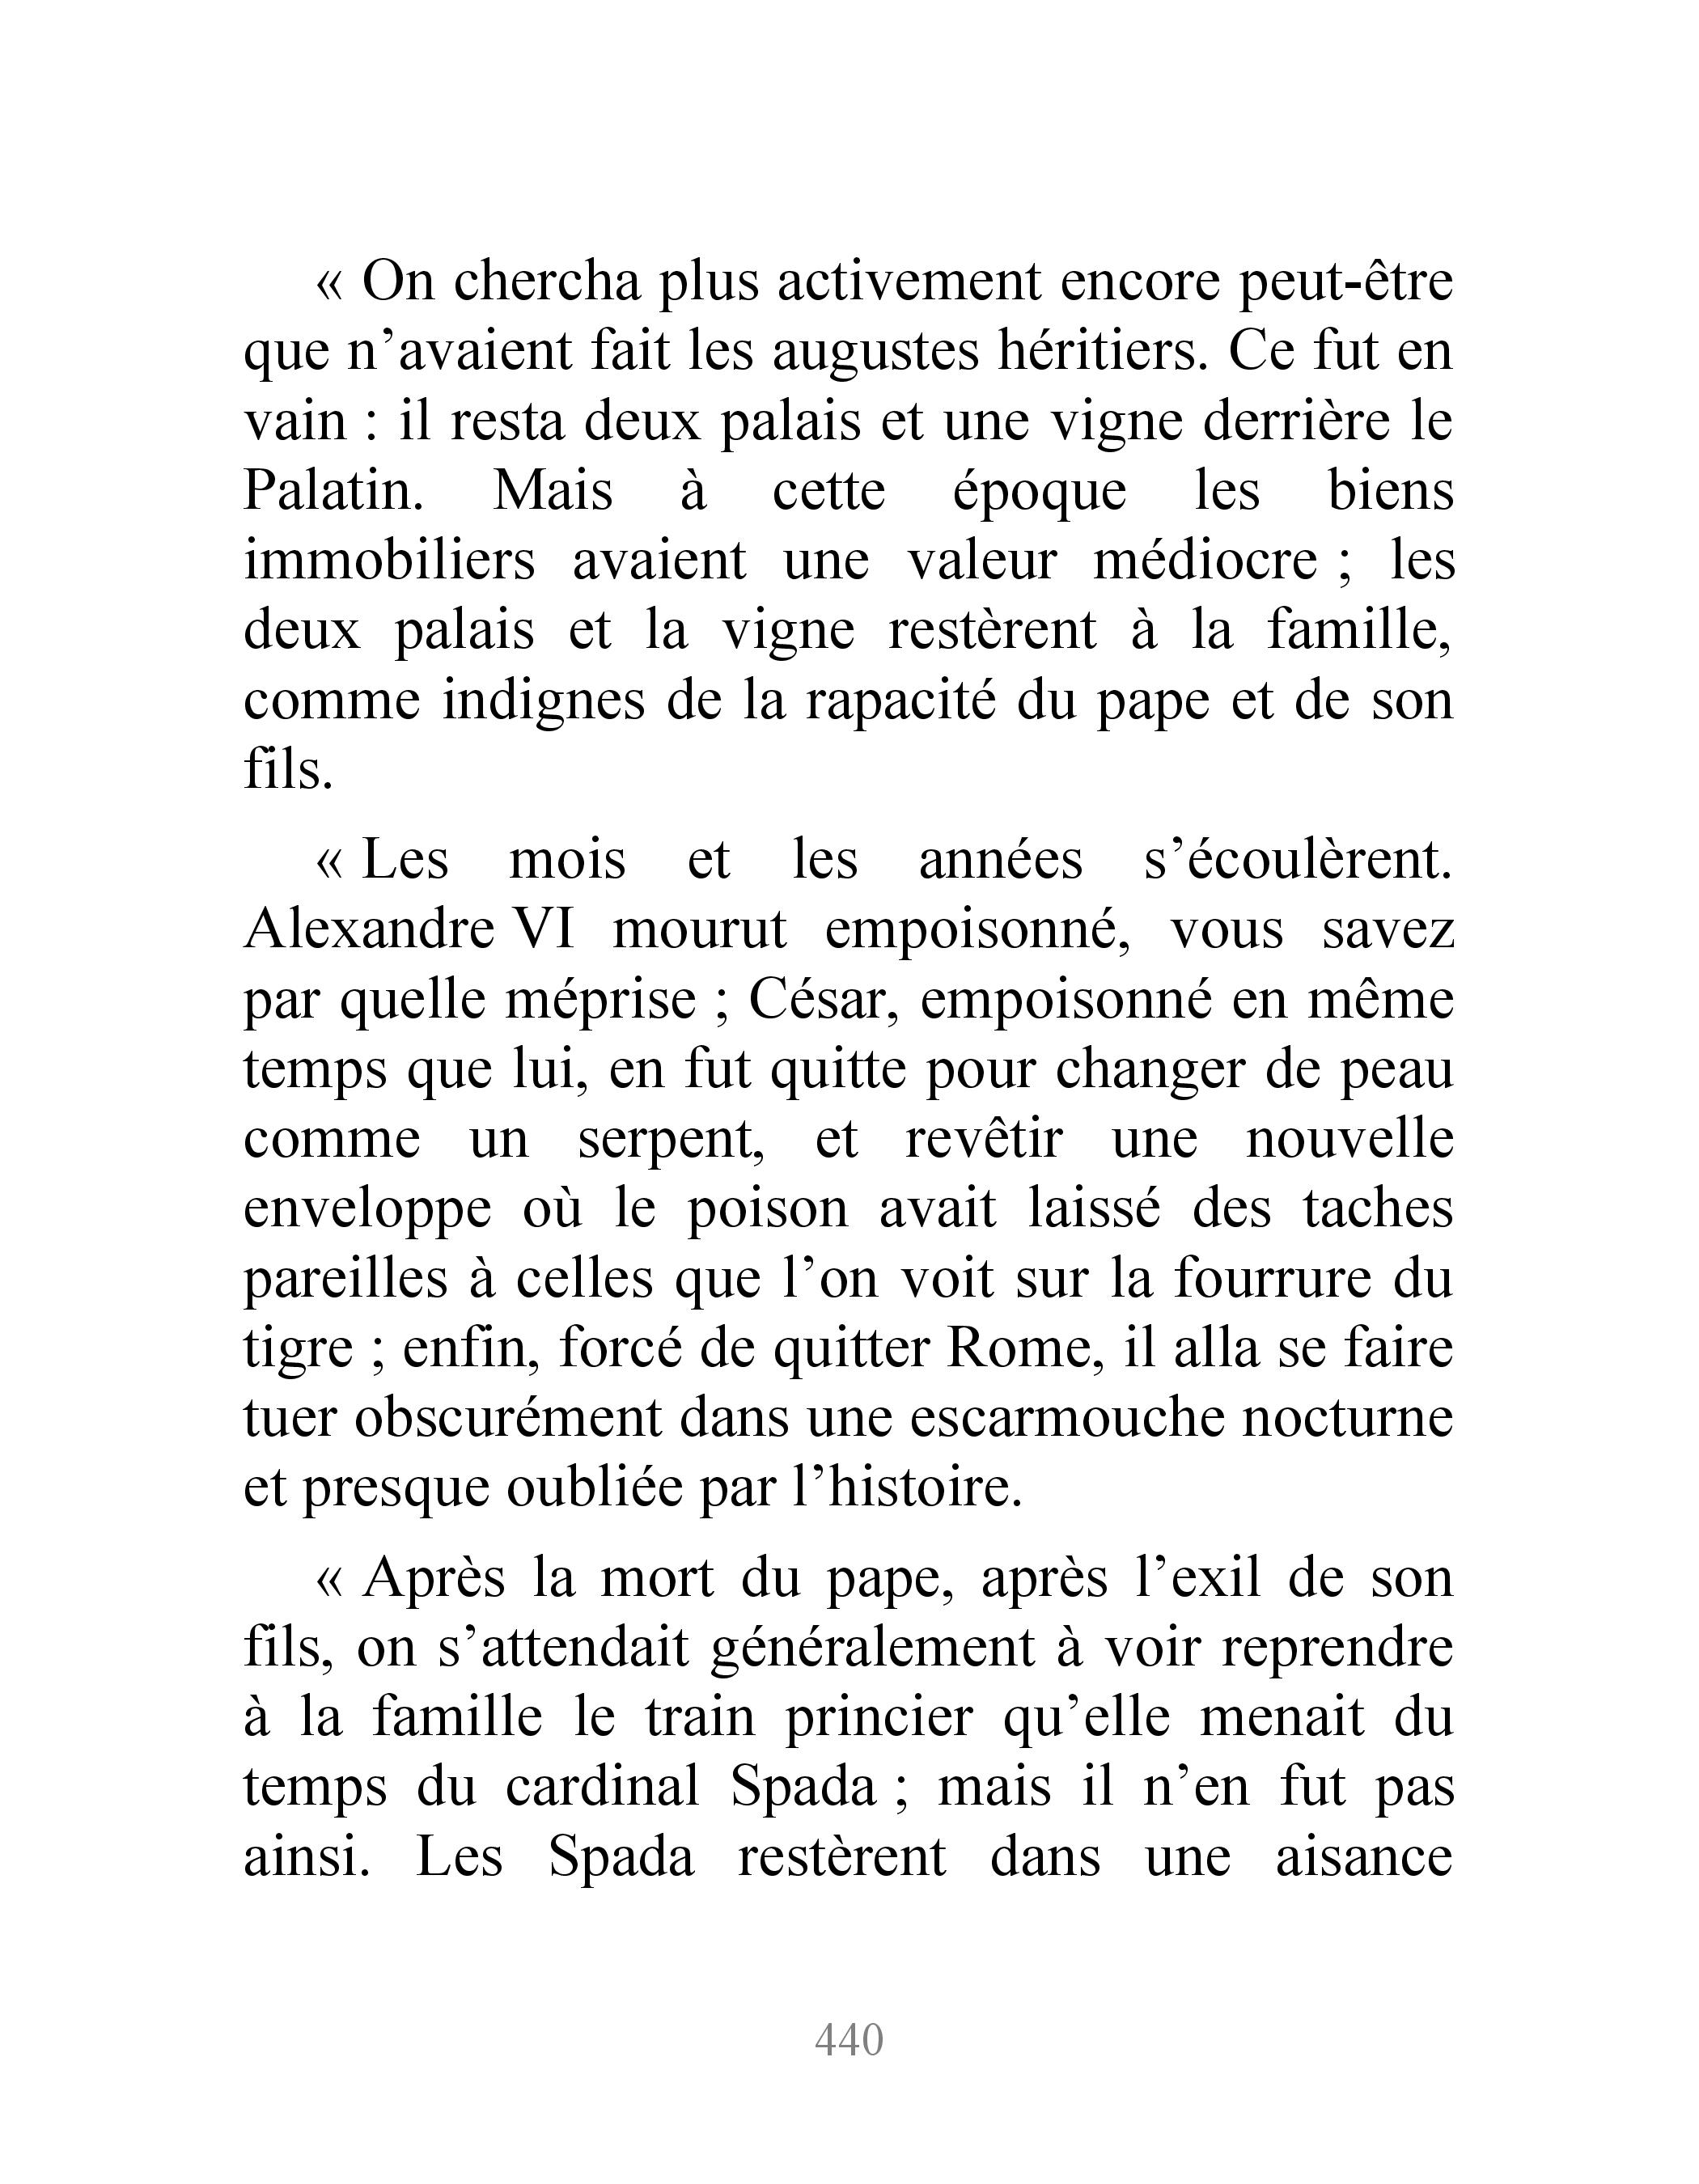 « On chercha plus activement encore peut-être
que n’avaient fait les augustes héritiers. Ce fut en
vain : il resta deux palais et une vigne derrière le
Palatin. Mais à cette époque les biens
immobiliers avaient une valeur médiocre ; les
deux palais et la vigne restèrent à la famille,
comme indignes de la rapacité du pape et de son
fils.
« Les mois et les années s’écoulèrent.
Alexandre VI mourut empoisonné, vous savez
par quelle méprise ; César, empoisonné en même
temps que lui, en fut quitte pour changer de peau
comme un serpent, et revêtir une nouvelle
enveloppe où le poison avait laissé des taches
pareilles à celles que l’on voit sur la fourrure du
tigre ; enfin, forcé de quitter Rome, il alla se faire
tuer obscurément dans une escarmouche nocturne
et presque oubliée par l’histoire.
« Après la mort du pape, après l’exil de son
fils, on s’attendait généralement à voir reprendre
à la famille le train princier qu’elle menait du
temps du cardinal Spada ; mais il n’en fut pas
ainsi. Les Spada restèrent dans une aisance
440